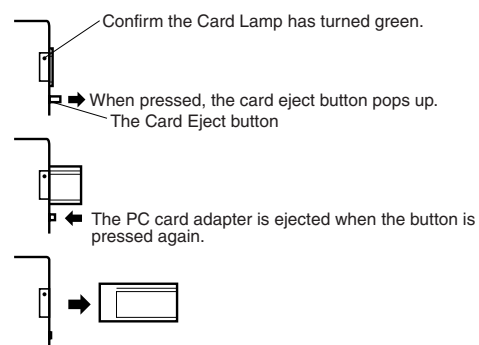 Confirm the Card Lamp has turned green.
When pressed, the card eject button pops up.
The Card Eject button
The PC card adapter is ejected when the button is
pressed again.